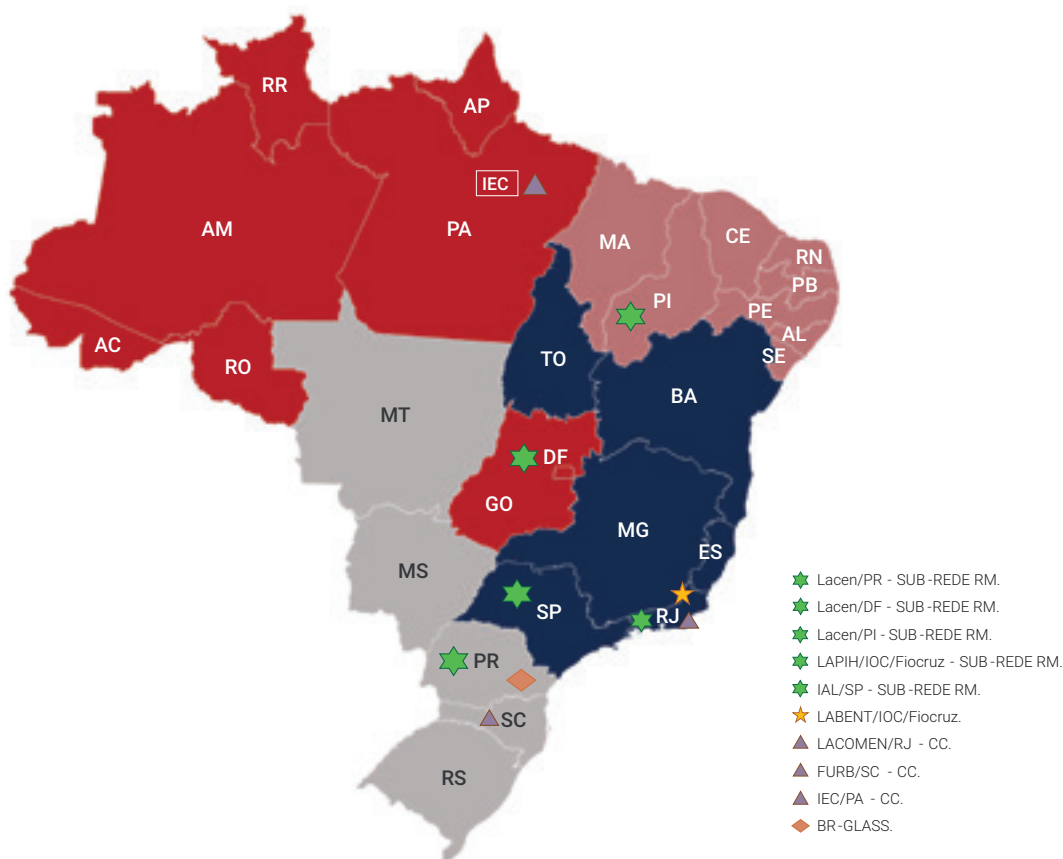 RR
AP
IEC
AM
PA
MA
CE
RN
PB
PI
PE
AL
SE
AC
RO
TO
BA
MT
DF
GO
MG
ES
MS
SP
RJ
PR
SC
RS
Lacen/PR - SUB-REDE RM.
Lacen/DF - SUB-REDE RM.
Lacen/PI - SUB-REDE RM.
LAPIH/IOC/Fiocruz - SUB-REDE RM.
IAL/SP - SUB-REDE RM.
LABENT/IOC/Fiocruz.
LACOMEN/RJ - CC.
FURB/SC - CC.
IEC/PA - CC.
BR-GLASS.